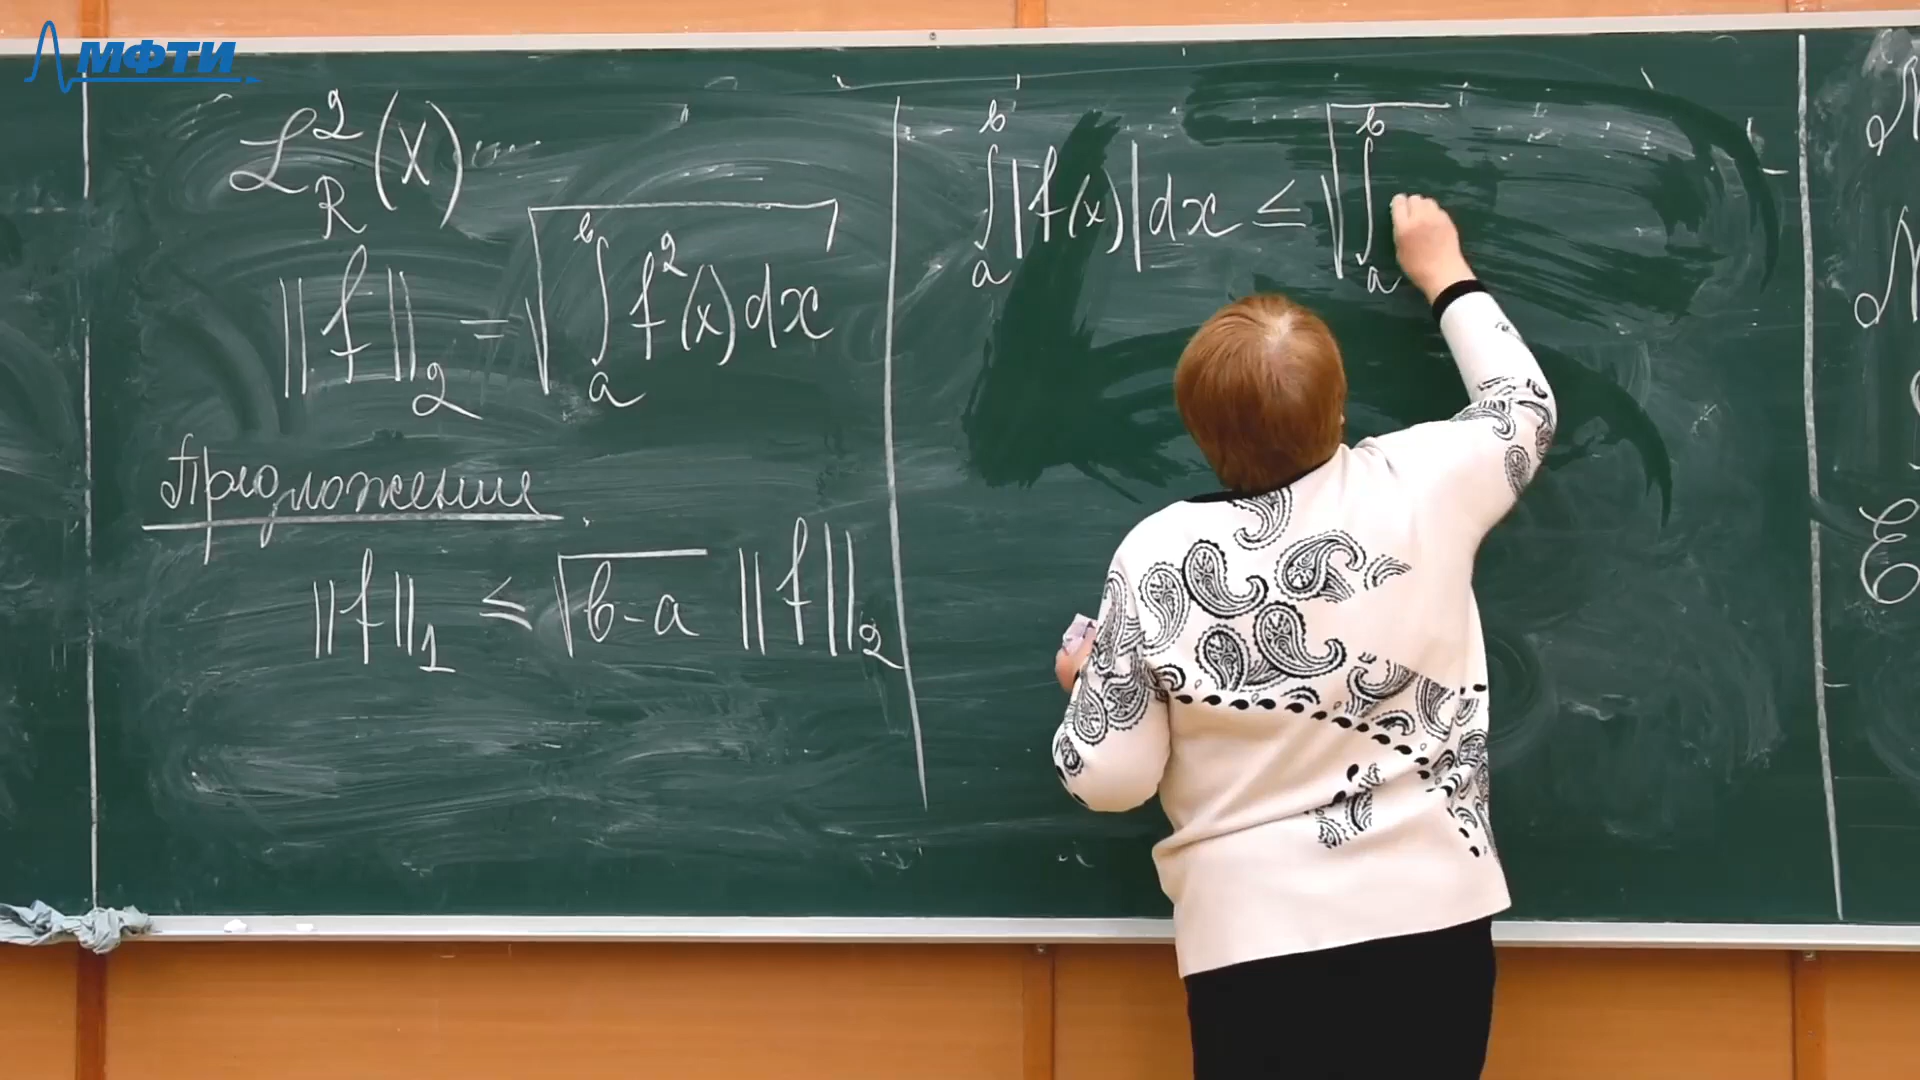 МФТИ
ℒ²_R(X)
‖f‖₂ = √(∫ₐᵇ f²(x)dx)
Предложение
‖f‖₁ ≤ √(b-a) ‖f‖₂
∫ₐᵇ |f(x)|dx ≤ √(∫ₐᵇ